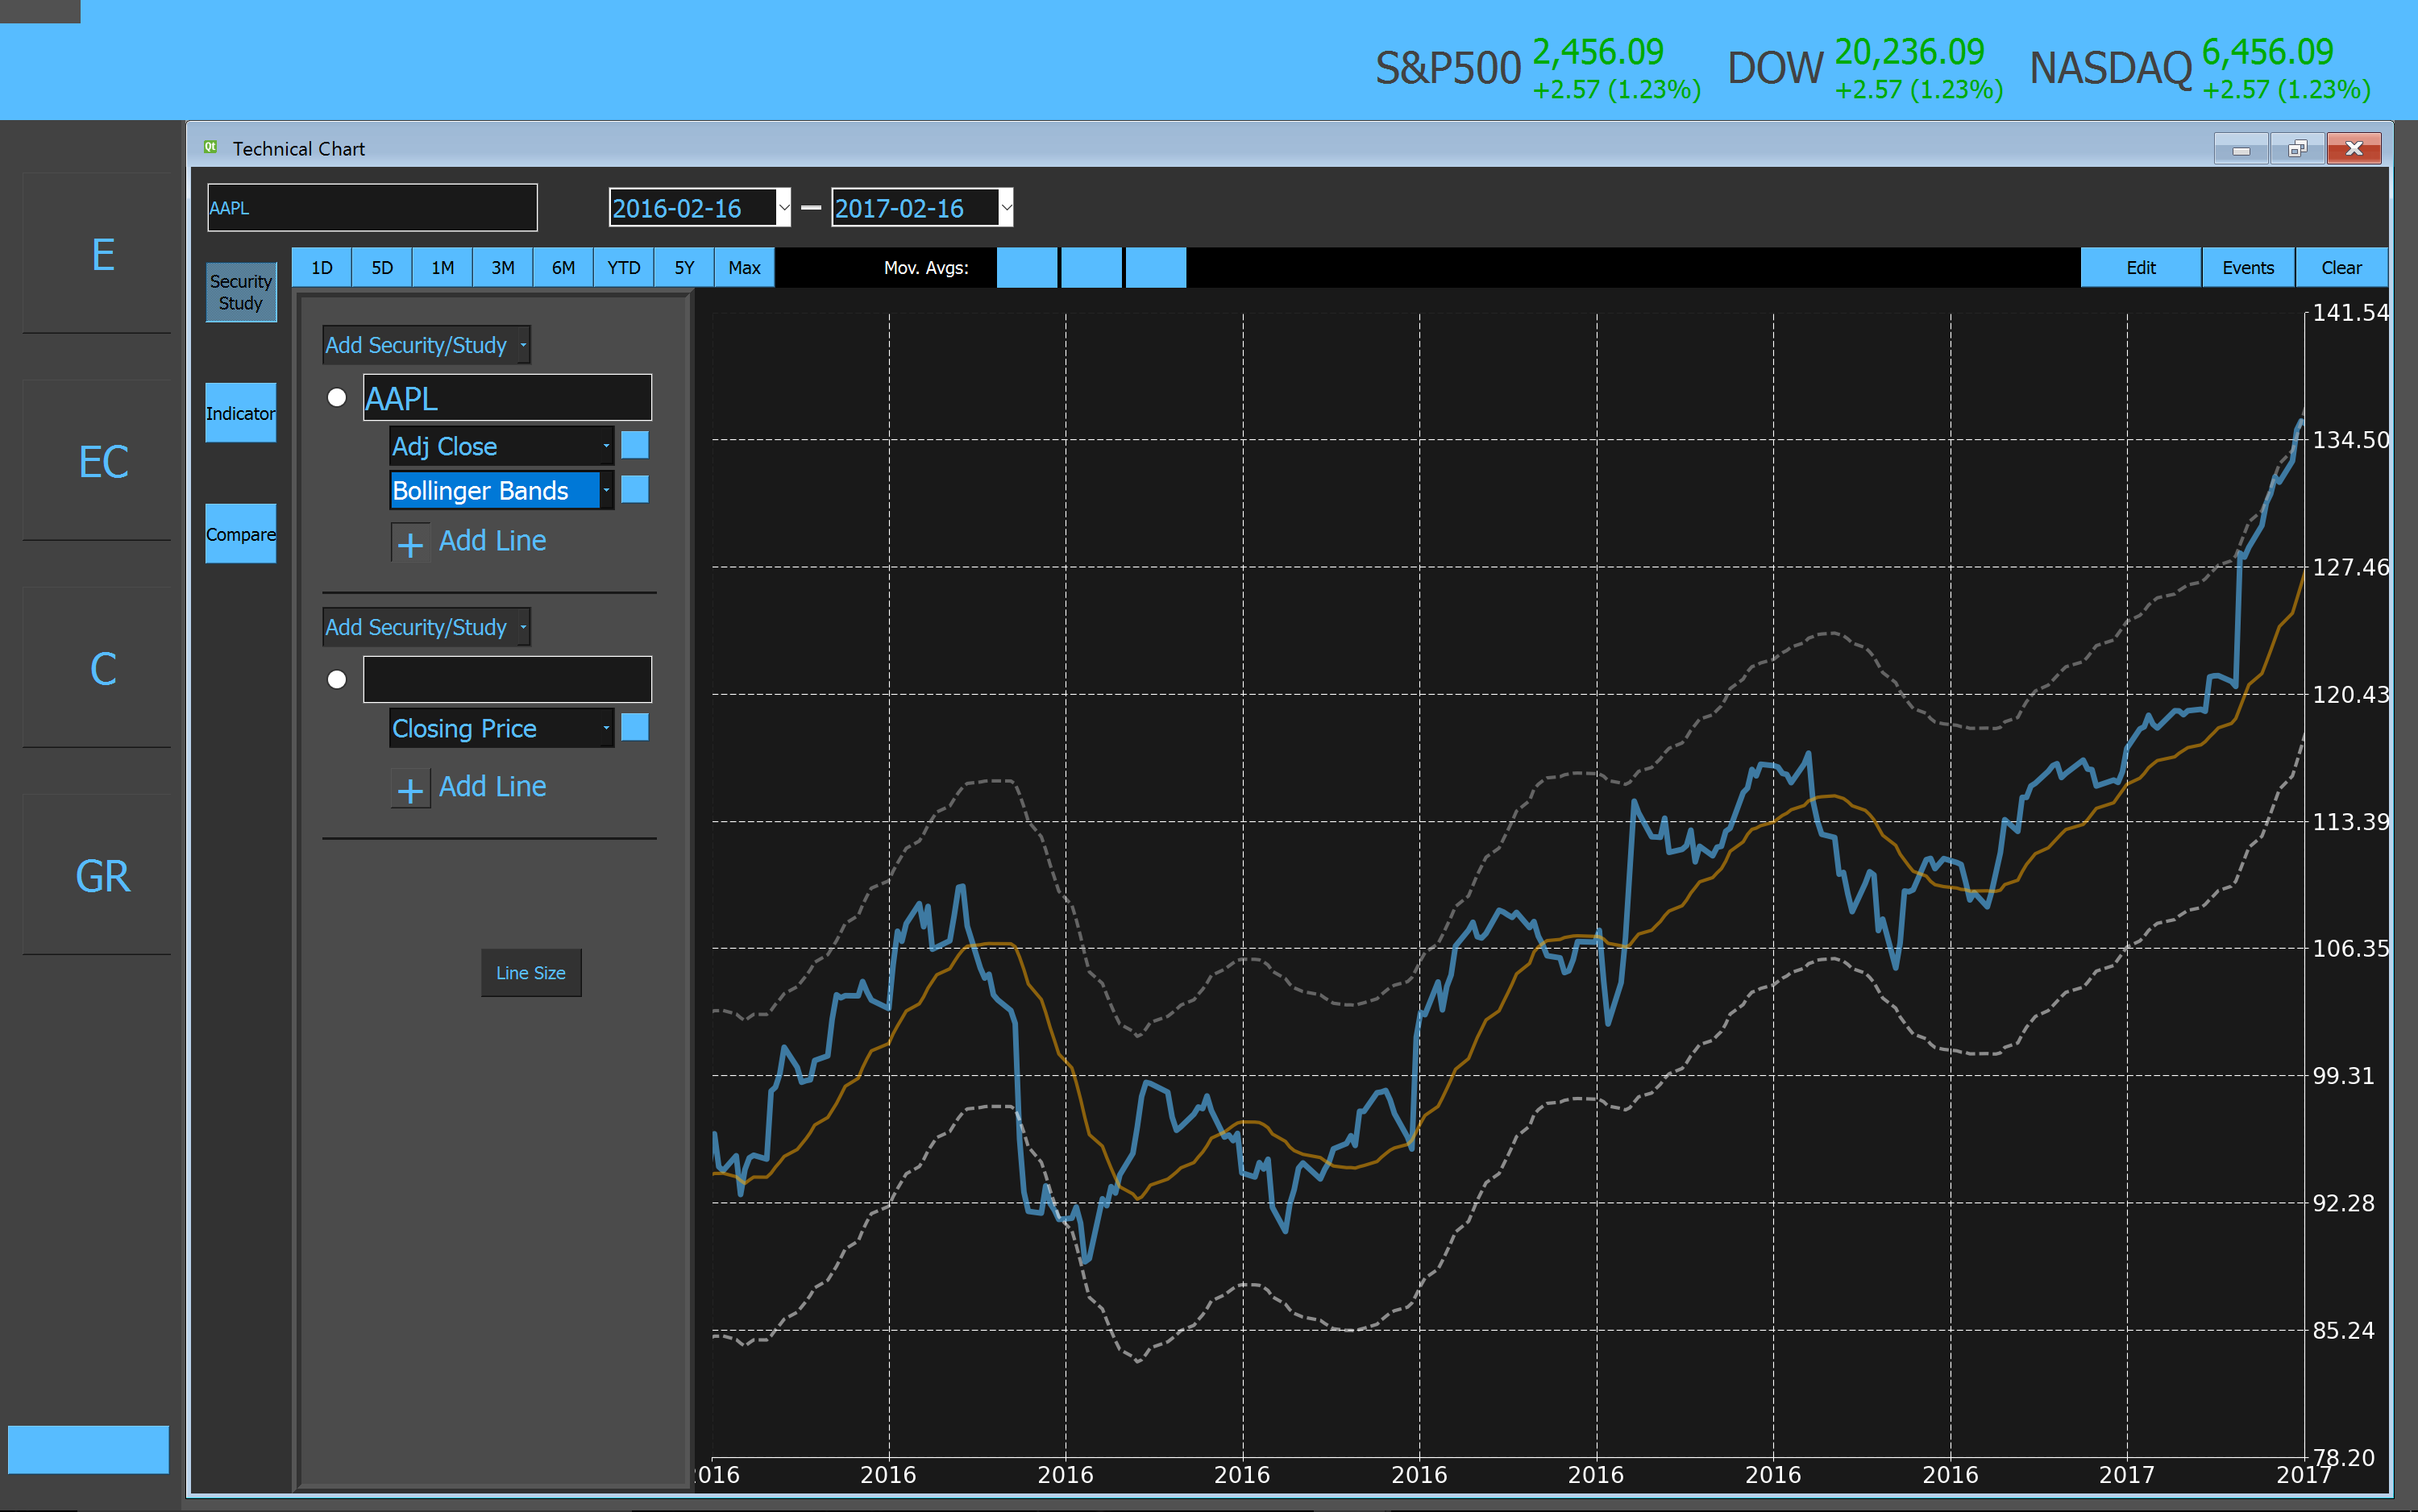 S&P500 2,456.09 DOW 20,236.09 NASDAQ 6,456.09
+2.57 (1.23%) +2.57 (1.23%) +2.57 (1.23%)
Qt Technical Chart
AAPL 2016-02-16 2017-02-16
E
EC
C
GR
Security
Study
Indicator
Compare
1D 5D 1M 3M 6M YTD 5Y Max Mov. Avgs: Edit Events Clear
Add Security/Study
AAPL
Adj Close
Bollinger Bands
+ Add Line
Add Security/Study
Closing Price
+ Add Line
Line Size
141.54
134.50
127.46
120.43
113.39
106.35
99.31
92.28
85.24
78.20
2016 2016 2016 2016 2016 2016 2016 2016 2017 2017